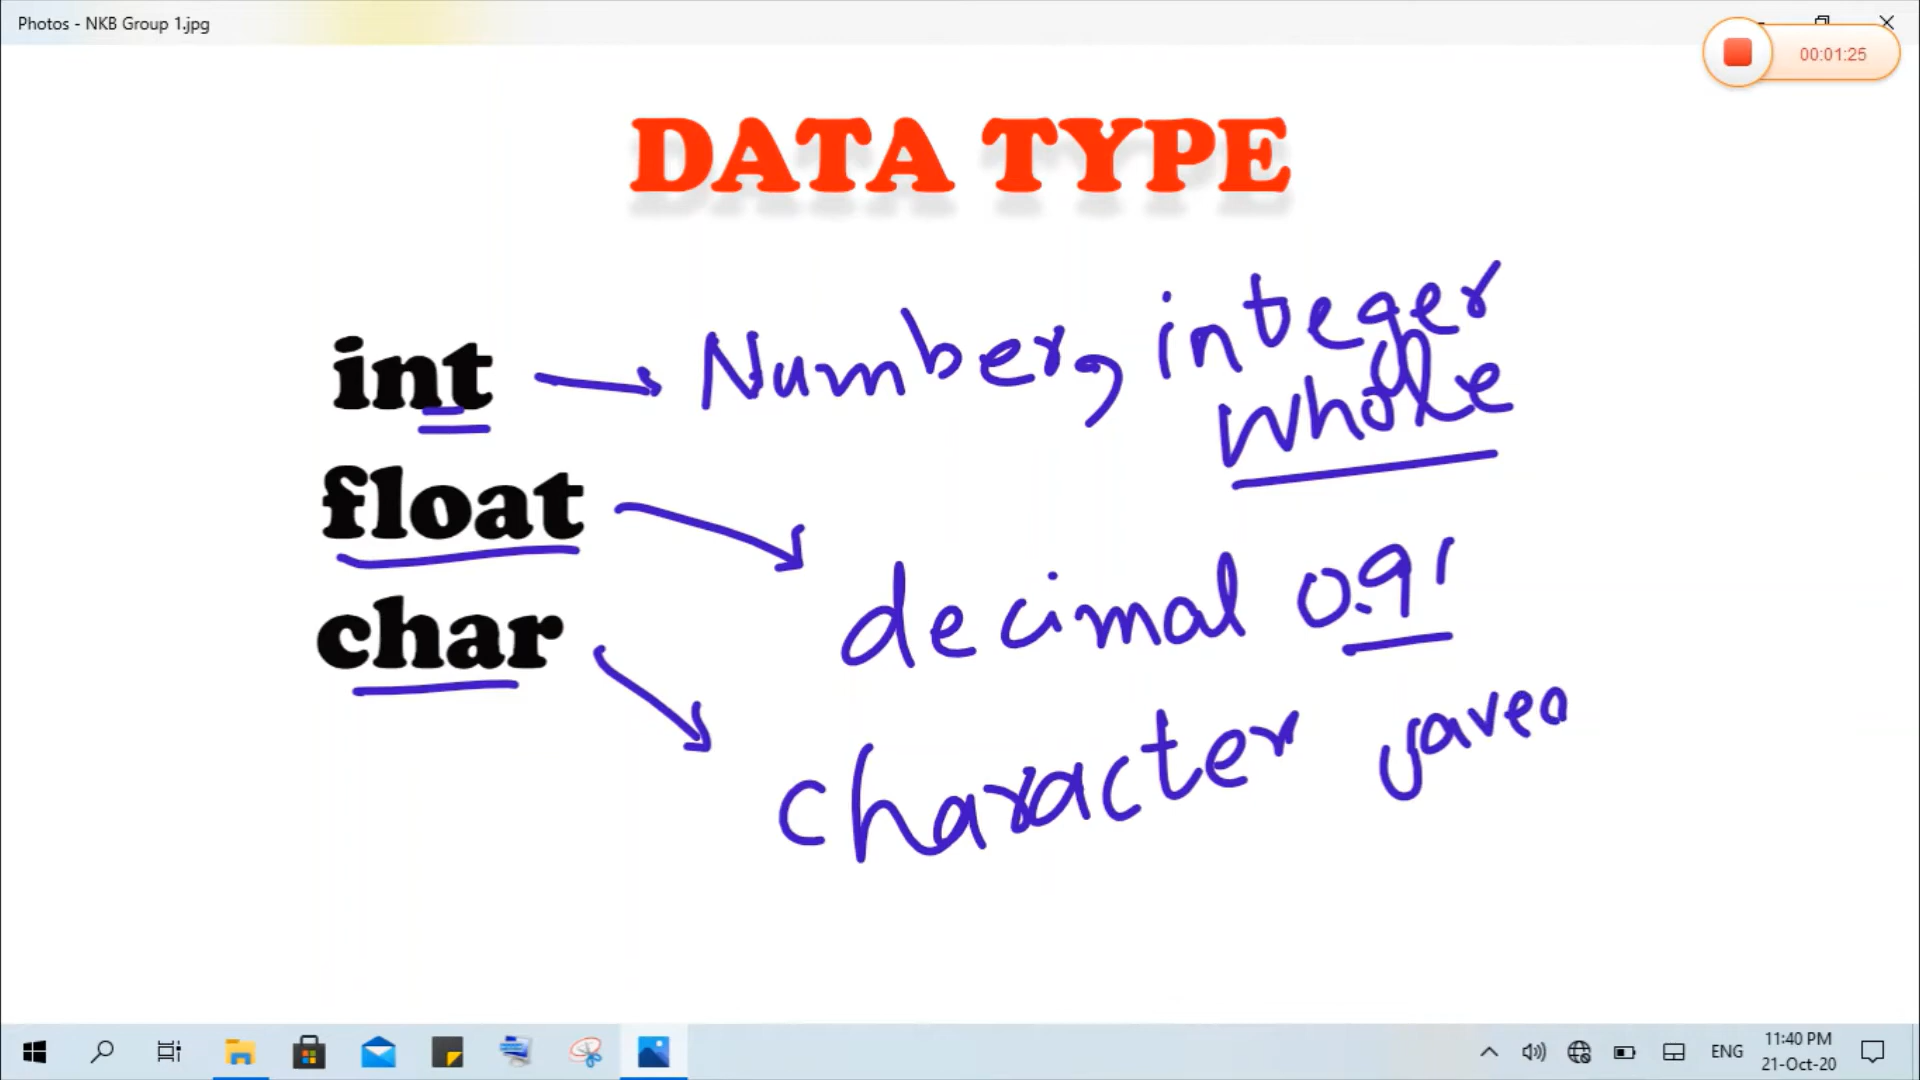 Photos - NKB Group 1.jpg
00:01:25
DATA TYPE
int Number, integer
whole
float
decimal 0.91
char
character
ENG
11:40 PM
21-Oct-20